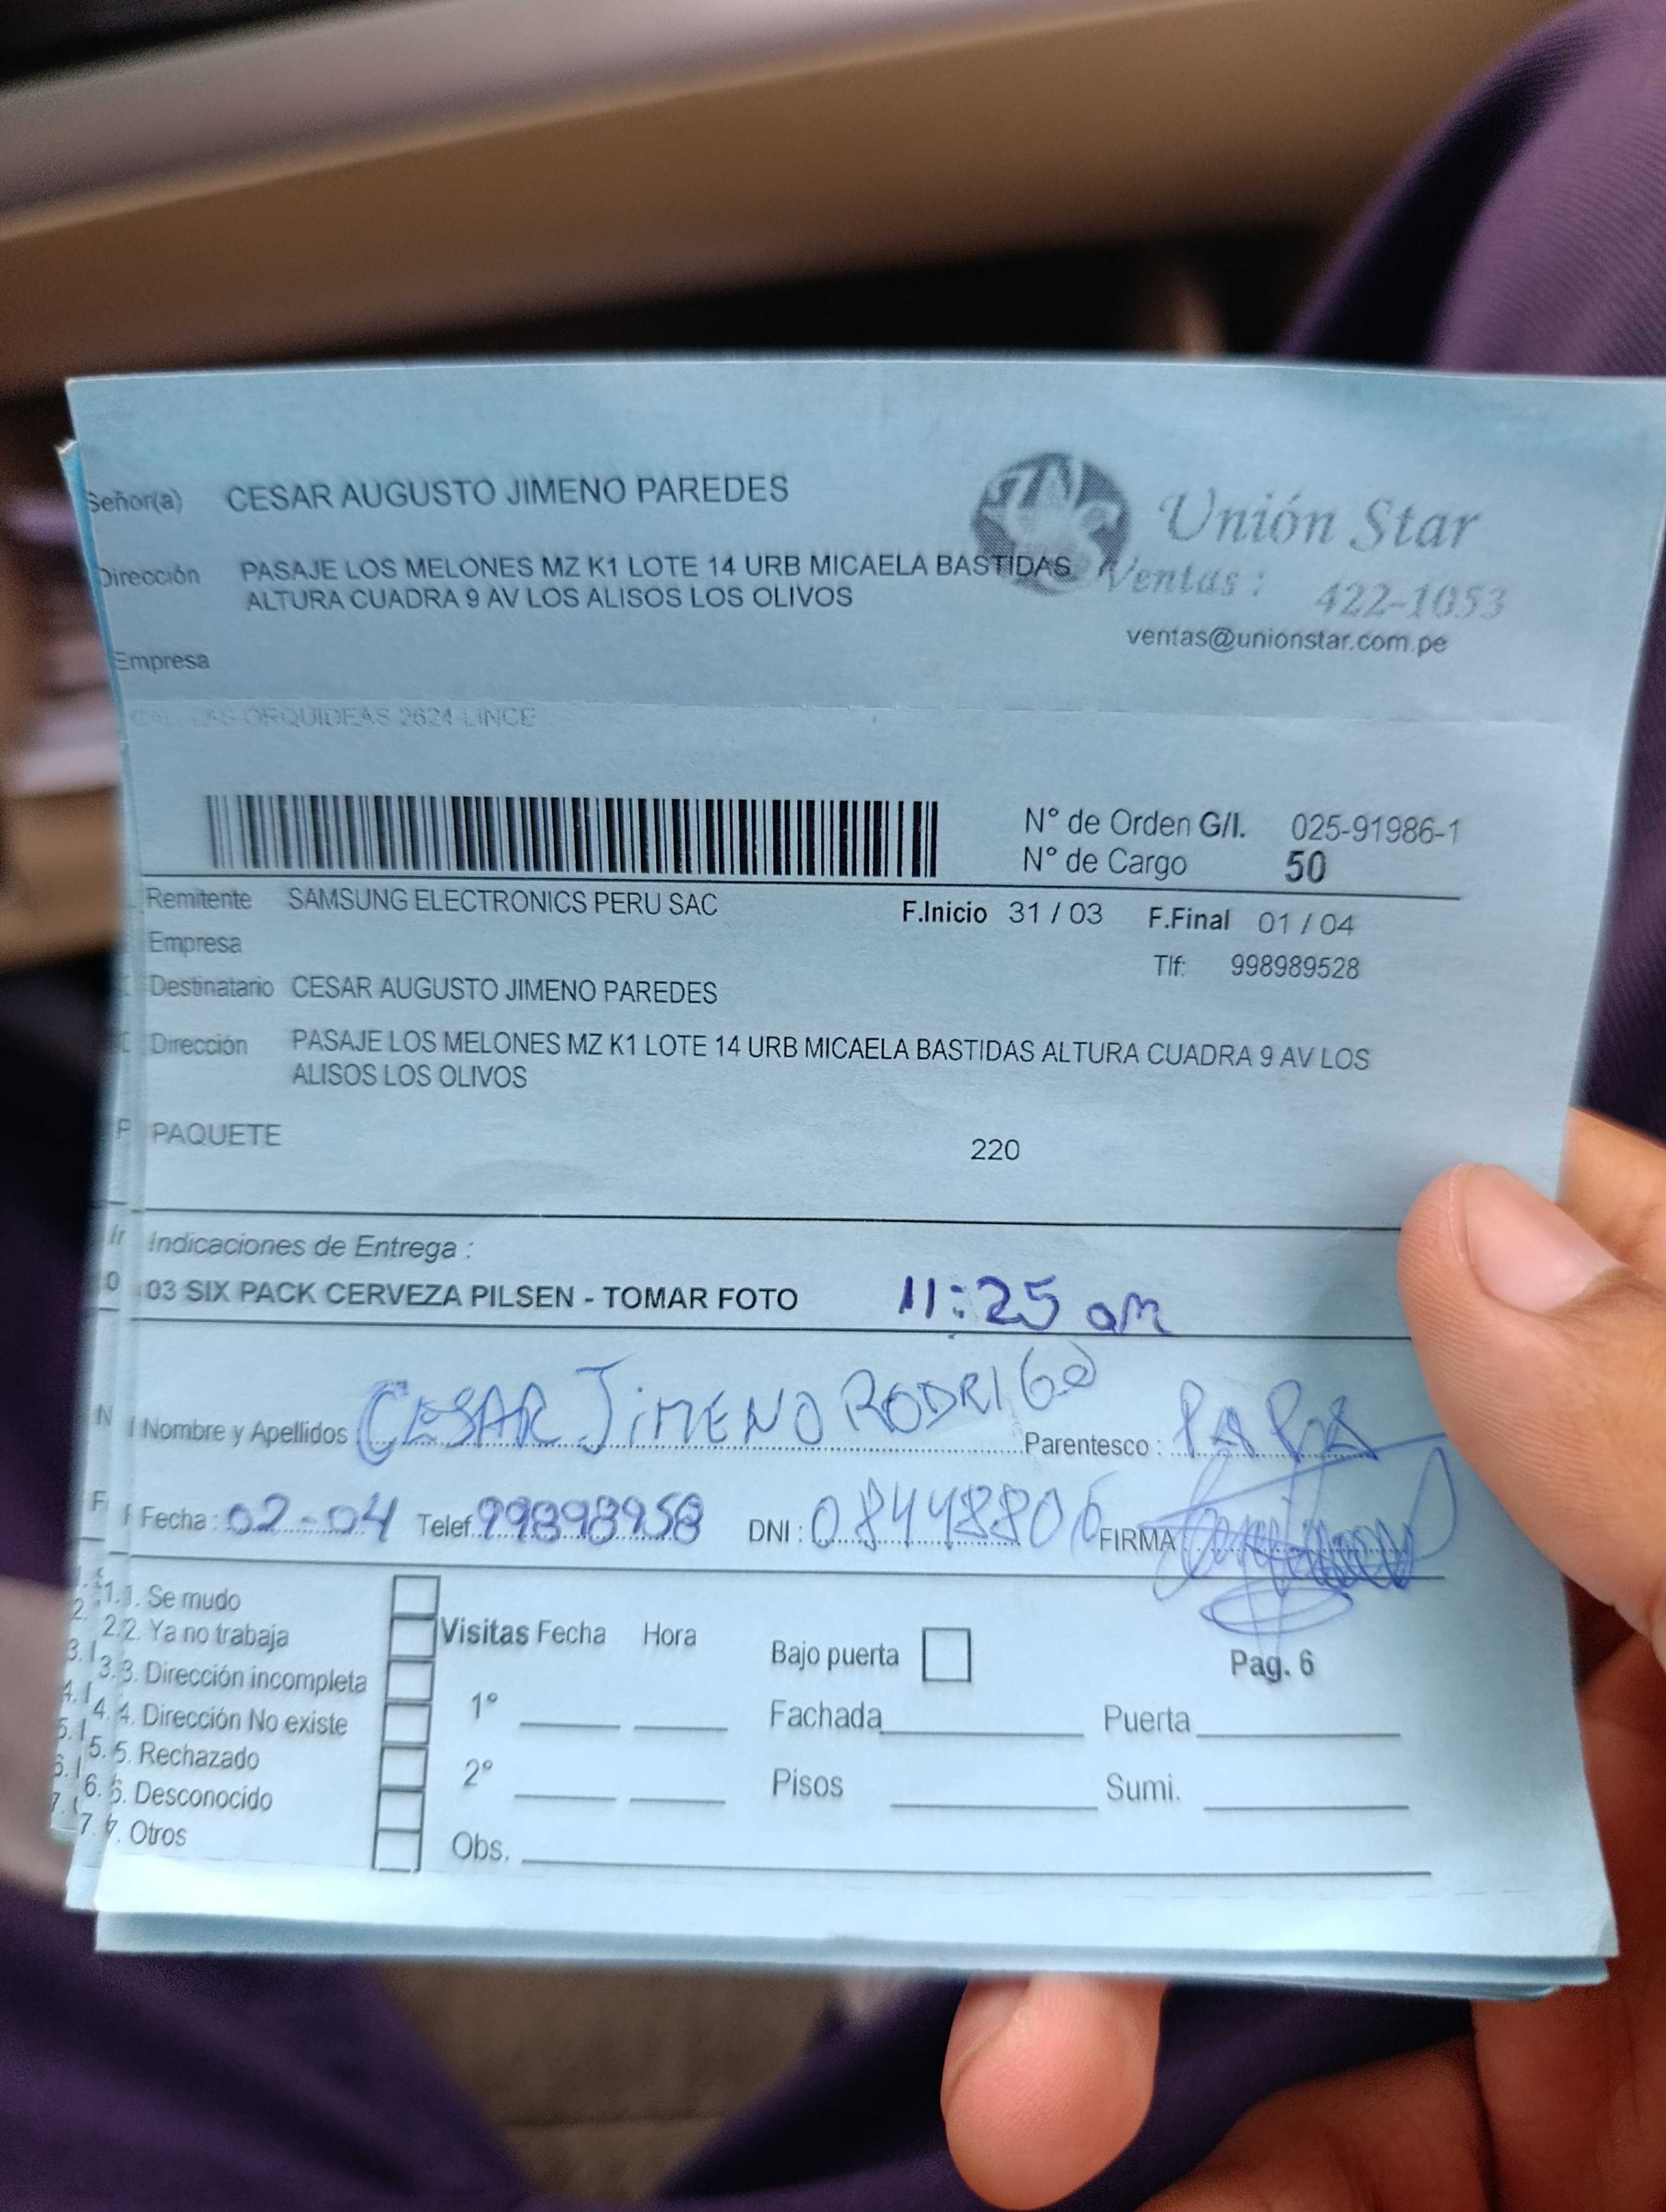 Señor(a) CESAR AUGUSTO JIMENO PAREDES
Unión Star
Dirección PASAJE LOS MELONES MZ K1 LOTE 14 URB MICAELA BASTIDAS
ALTURA CUADRA 9 AV LOS ALISOS LOS OLIVOS
Ventas : 422-1053
ventas@unionstar.com.pe
Empresa
ORQUIDEAS 2624 LINCE
N° de Orden G/I. 025-91986-1
N° de Cargo 50
Remitente SAMSUNG ELECTRONICS PERU SAC F.Inicio 31 / 03 F.Final 01 / 04
Empresa
Tlf: 998989528
Destinatario CESAR AUGUSTO JIMENO PAREDES
Dirección PASAJE LOS MELONES MZ K1 LOTE 14 URB MICAELA BASTIDAS ALTURA CUADRA 9 AV LOS
ALISOS LOS OLIVOS
PAQUETE 220
Indicaciones de Entrega :
03 SIX PACK CERVEZA PILSEN - TOMAR FOTO 11:25 am
Nombre y Apellidos CESAR JIMENO RODRIGO Parentesco : PAPA
Fecha : 02-04 Telef. 99898958 DNI : 08448806 FIRMA
1. Se mudo
2. Ya no trabaja
3. Dirección incompleta
4. Dirección No existe
5. Rechazado
6. Desconocido
7. Otros
Visitas Fecha Hora
1°
2°
Obs.
Bajo puerta
Pag. 6
Fachada Puerta
Pisos Sumi.